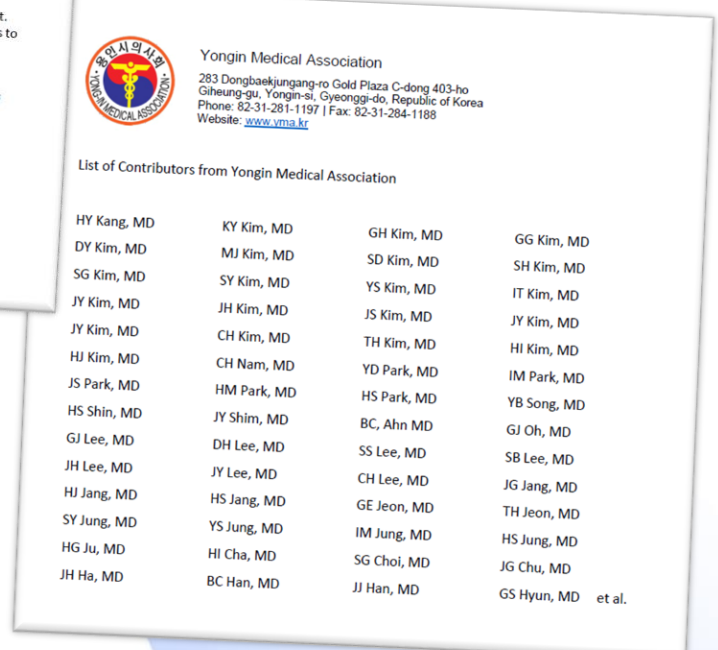 t.
s to
용인시의사회
YONG-IN MEDICAL ASSOCIATION
Yongin Medical Association
283 Dongbaekjungang-ro Gold Plaza C-dong 403-ho
Giheung-gu, Yongin-si, Gyeonggi-do, Republic of Korea
Phone: 82-31-281-1197 | Fax: 82-31-284-1188
Website: www.yma.kr
List of Contributors from Yongin Medical Association
HY Kang, MD KY Kim, MD GH Kim, MD GG Kim, MD
DY Kim, MD MJ Kim, MD SD Kim, MD SH Kim, MD
SG Kim, MD SY Kim, MD YS Kim, MD IT Kim, MD
JY Kim, MD JH Kim, MD JS Kim, MD JY Kim, MD
JY Kim, MD CH Kim, MD TH Kim, MD HI Kim, MD
HJ Kim, MD CH Nam, MD YD Park, MD IM Park, MD
JS Park, MD HM Park, MD HS Park, MD YB Song, MD
HS Shin, MD JY Shim, MD BC, Ahn MD GJ Oh, MD
GJ Lee, MD DH Lee, MD SS Lee, MD SB Lee, MD
JH Lee, MD JY Lee, MD CH Lee, MD JG Jang, MD
HJ Jang, MD HS Jang, MD GE Jeon, MD TH Jeon, MD
SY Jung, MD YS Jung, MD IM Jung, MD HS Jung, MD
HG Ju, MD HI Cha, MD SG Choi, MD JG Chu, MD
JH Ha, MD BC Han, MD JJ Han, MD GS Hyun, MD et al.